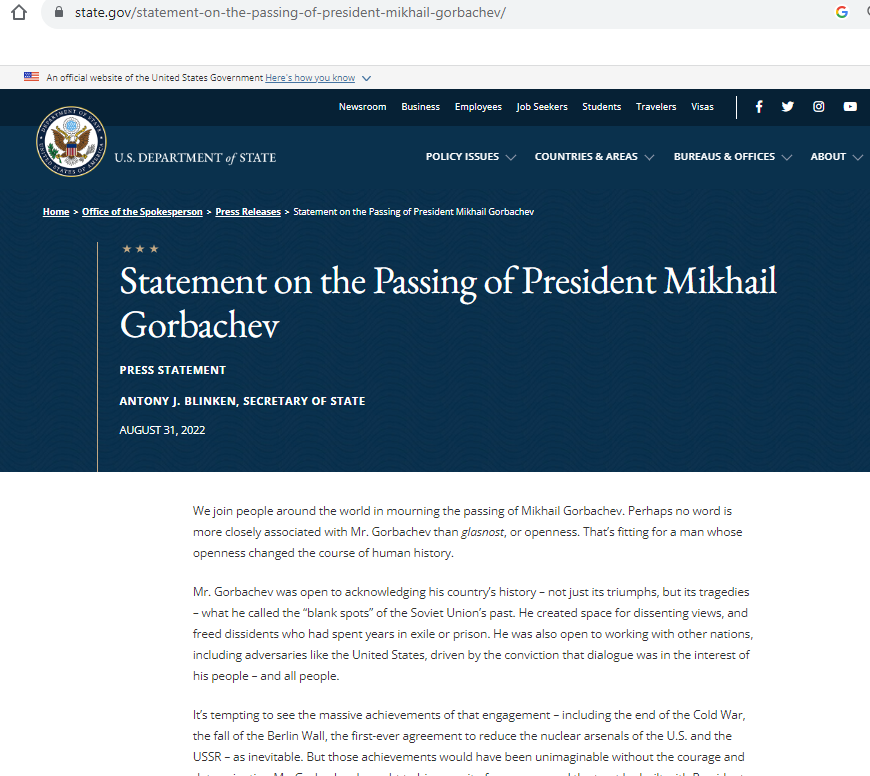 state.gov/statement-on-the-passing-of-president-mikhail-gorbachev/
An official website of the United States Government Here's how you know
Newsroom Business Employees Job Seekers Students Travelers Visas
U.S. DEPARTMENT of STATE
POLICY ISSUES COUNTRIES & AREAS BUREAUS & OFFICES ABOUT
Home > Office of the Spokesperson > Press Releases > Statement on the Passing of President Mikhail Gorbachev
Statement on the Passing of President Mikhail
Gorbachev
PRESS STATEMENT
ANTONY J. BLINKEN, SECRETARY OF STATE
AUGUST 31, 2022
We join people around the world in mourning the passing of Mikhail Gorbachev. Perhaps no word is
more closely associated with Mr. Gorbachev than glasnost, or openness. That's fitting for a man whose
openness changed the course of human history.
Mr. Gorbachev was open to acknowledging his country's history – not just its triumphs, but its tragedies
– what he called the “blank spots” of the Soviet Union's past. He created space for dissenting views, and
freed dissidents who had spent years in exile or prison. He was also open to working with other nations,
including adversaries like the United States, driven by the conviction that dialogue was in the interest of
his people – and all people.
It's tempting to see the massive achievements of that engagement – including the end of the Cold War,
the fall of the Berlin Wall, the first-ever agreement to reduce the nuclear arsenals of the U.S. and the
USSR – as inevitable. But those achievements would have been unimaginable without the courage and